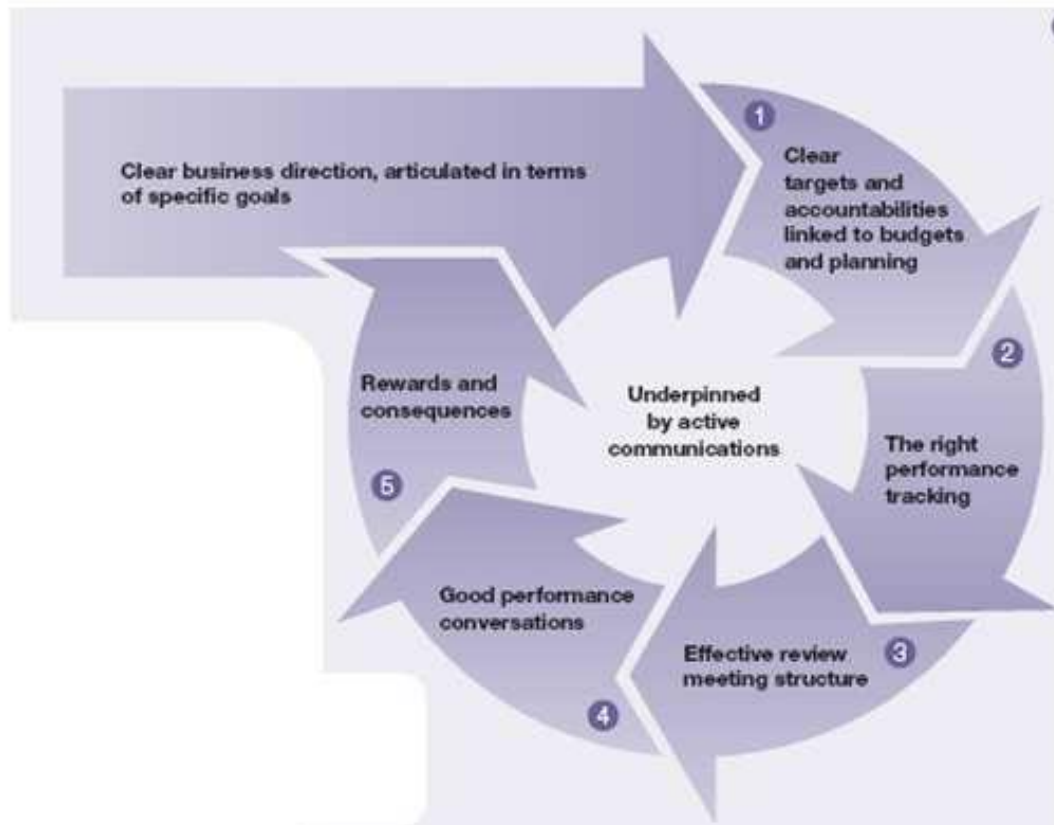 Clear business direction, articulated in terms
of specific goals
1
Clear
targets and
accountabilities
linked to budgets
and planning
2
The right
performance
tracking
3
Effective review
meeting structure
4
Good performance
conversations
5
Rewards and
consequences
Underpinned
by active
communications